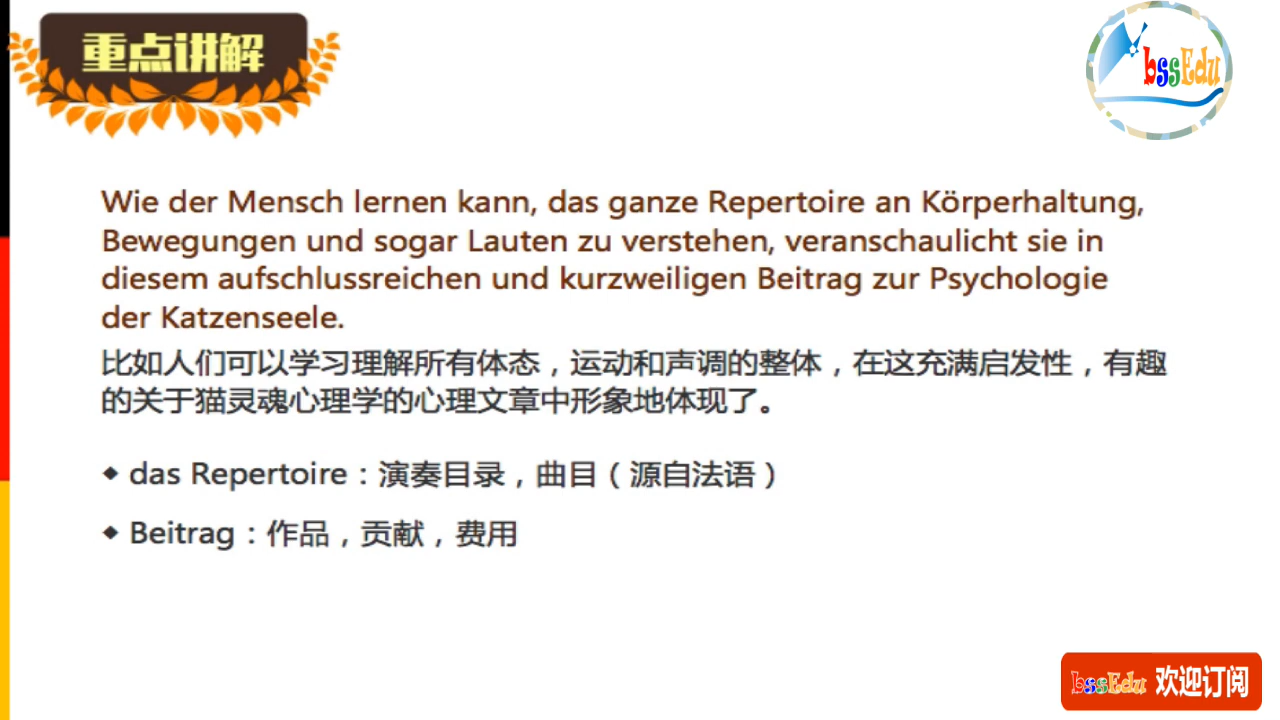 重点讲解
bssEdu
Wie der Mensch lernen kann, das ganze Repertoire an Körperhaltung,
Bewegungen und sogar Lauten zu verstehen, veranschaulicht sie in
diesem aufschlussreichen und kurzweiligen Beitrag zur Psychologie
der Katzenseele.
比如人们可以学习理解所有体态，运动和声调的整体，在这充满启发性，有趣
的关于猫灵魂心理学的心理文章中形象地体现了。
◆ das Repertoire：演奏目录，曲目（源自法语）
◆ Beitrag：作品，贡献，费用
bssEdu 欢迎订阅